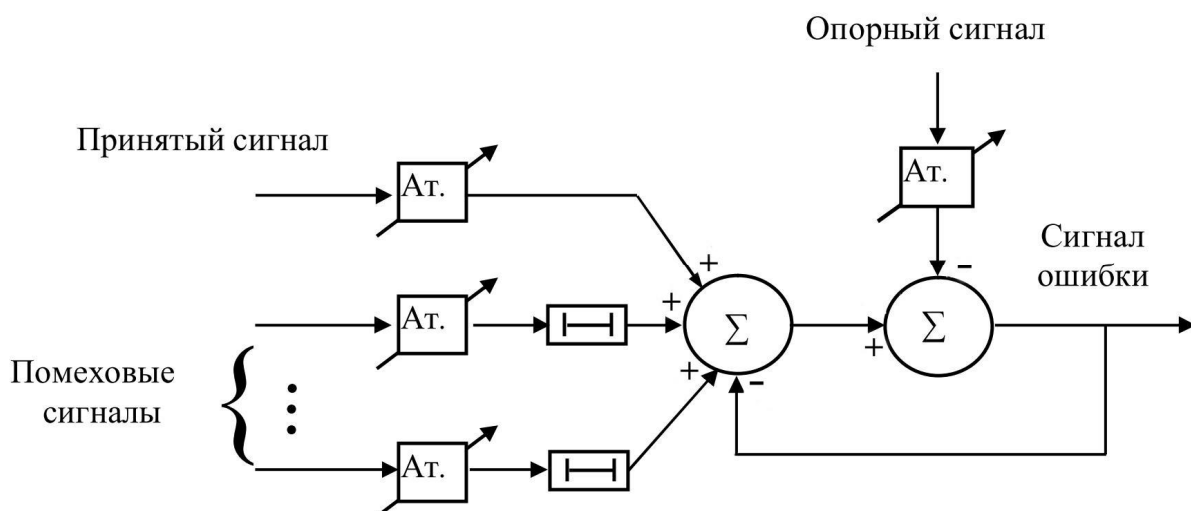 Опорный сигнал
Принятый сигнал
Ат.
Ат.
Сигнал
ошибки
+
-
+
Ат.
Σ
Σ
+
Помеховые
сигналы
+
-
Ат.